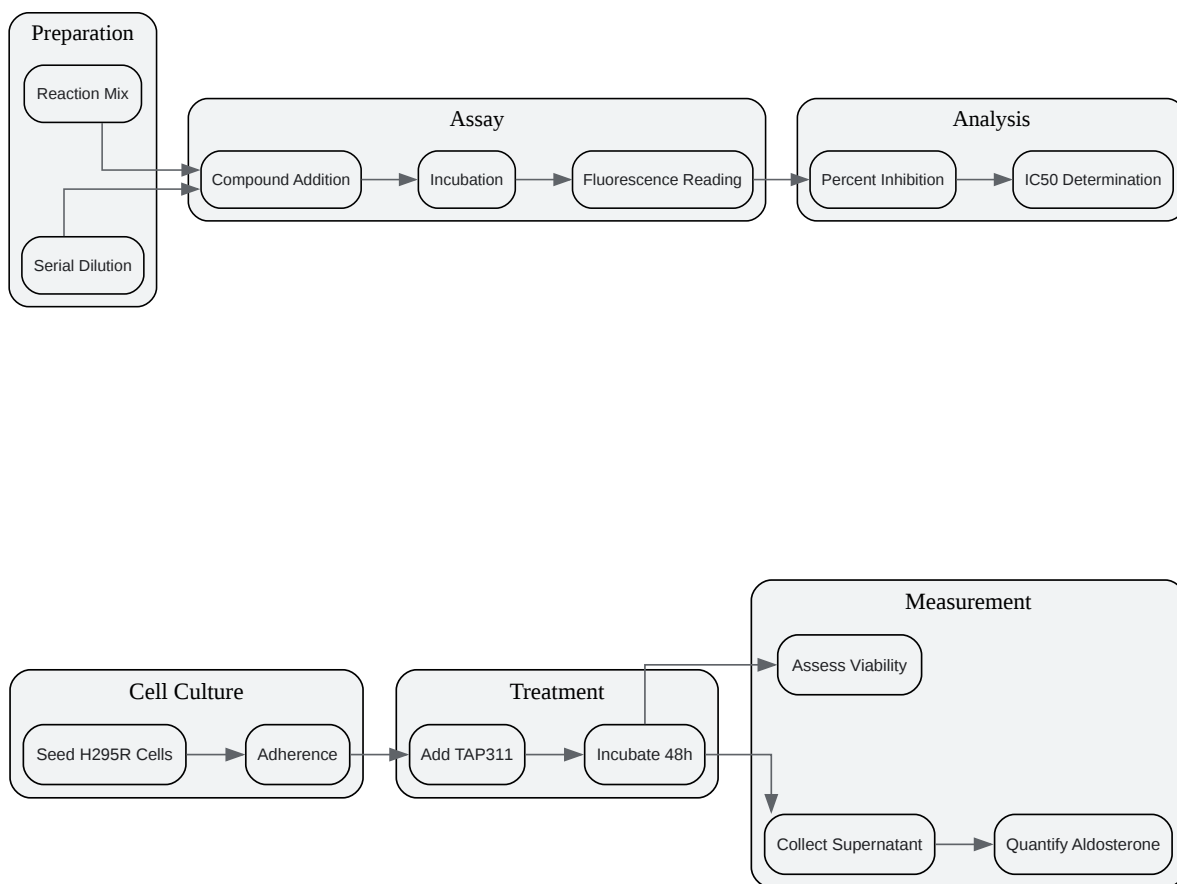 Preparation
Reaction Mix
Serial Dilution
Assay
Compound Addition
Incubation
Fluorescence Reading
Analysis
Percent Inhibition
IC50 Determination
Cell Culture
Seed H295R Cells
Adherence
Treatment
Add TAP311
Incubate 48h
Measurement
Assess Viability
Collect Supernatant
Quantify Aldosterone